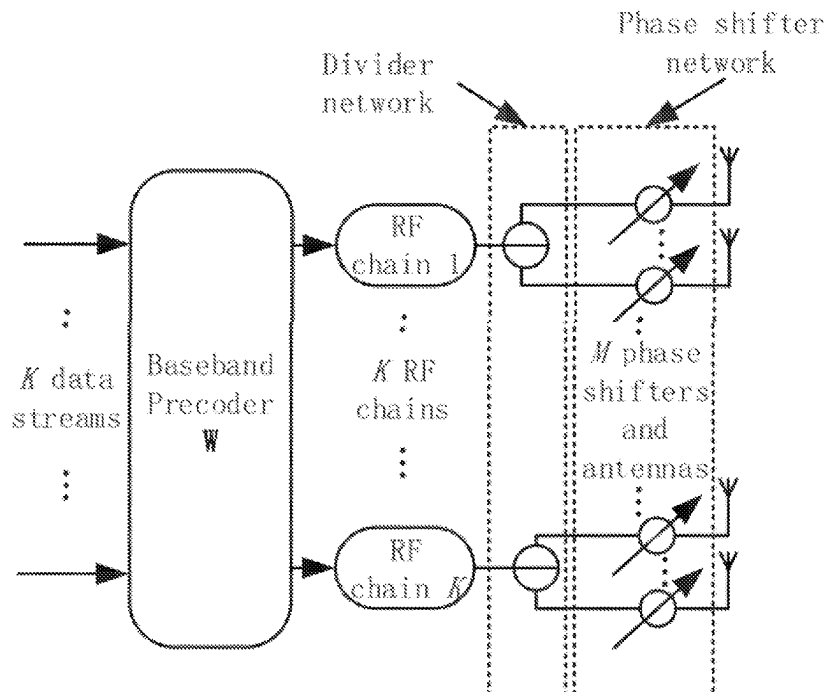 Phase shifter
network
Divider
network
RF
chain 1
K data
streams
Baseband
Precoder
W
K RF
chains
M phase
shifters
and
antennas
RF
chain K